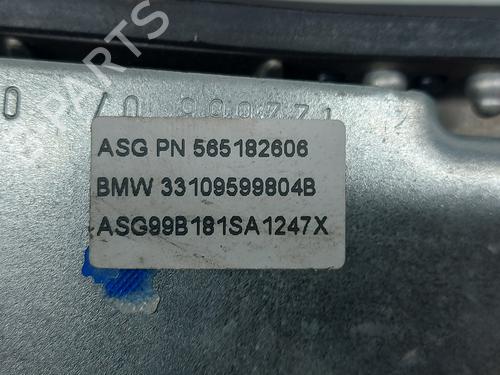 ASG PN 565182606
BMW 33109599804B
ASG99B181SA1247X